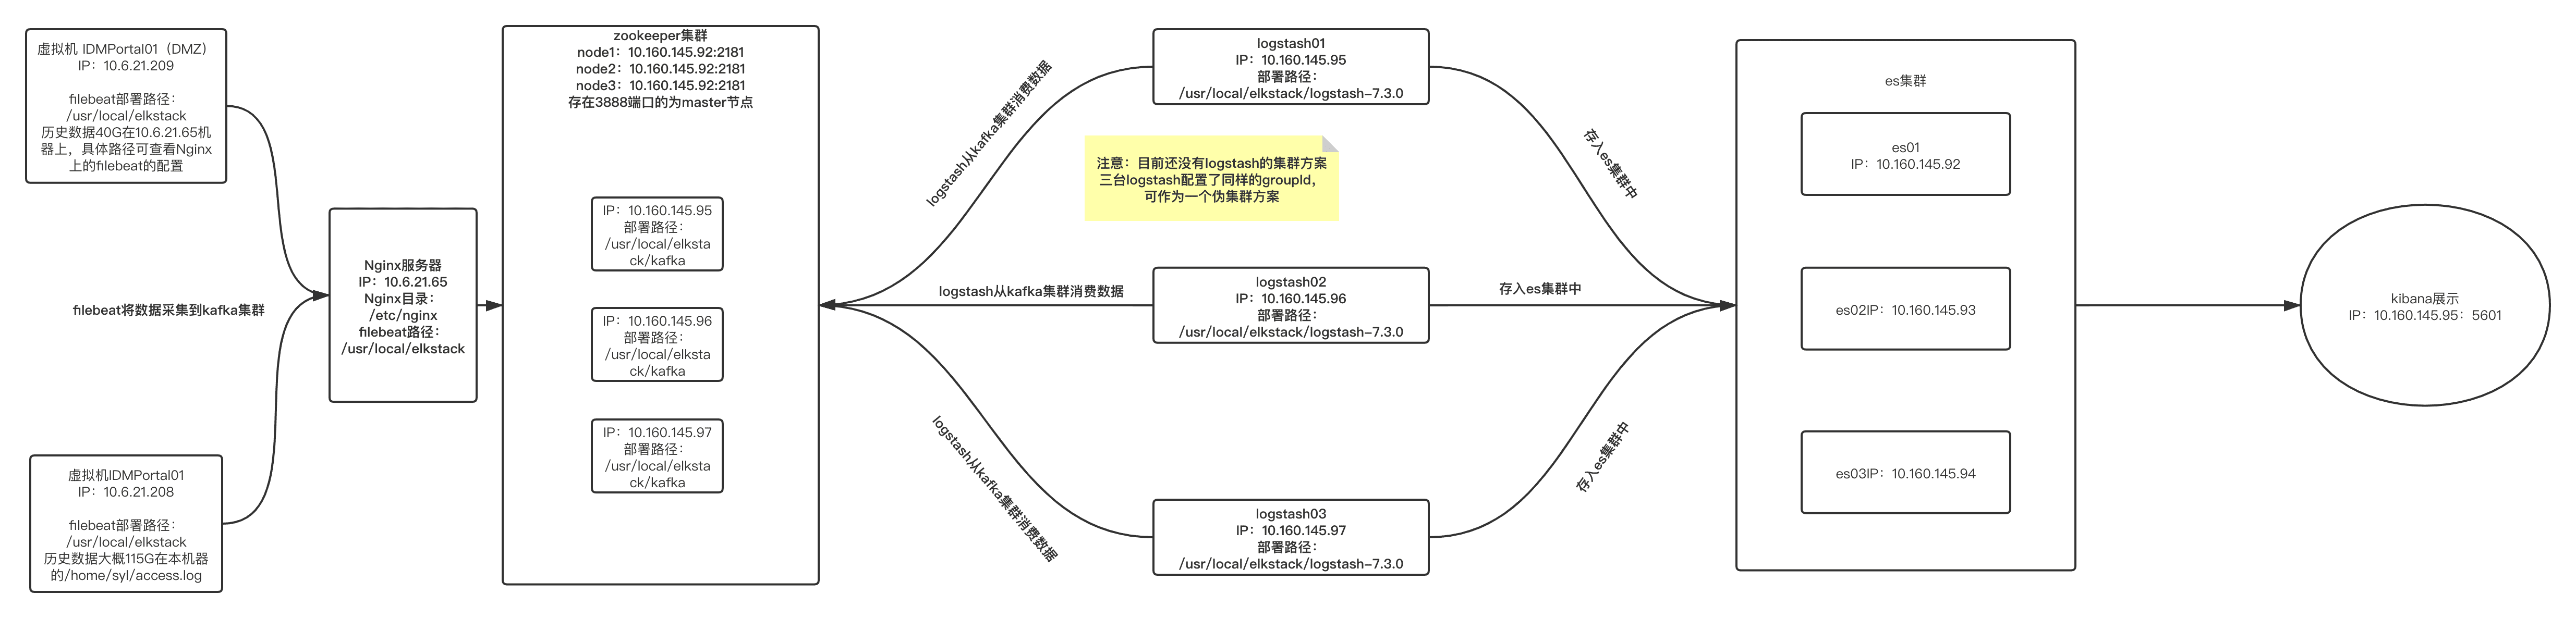 虚拟机 IDMPortal01（DMZ）
IP：10.6.21.209
filebeat部署路径：
/usr/local/elkstack
历史数据40G在10.6.21.65机
器上，具体路径可查看Nginx
上的filebeat的配置
filebeat将数据采集到kafka集群
虚拟机IDMPortal01
IP：10.6.21.208
filebeat部署路径：
/usr/local/elkstack
历史数据大概115G在本机器
的/home/syl/access.log
Nginx服务器
IP：10.6.21.65
Nginx目录：
/etc/nginx
filebeat路径：
/usr/local/elkstack
zookeeper集群
node1：10.160.145.92:2181
node2：10.160.145.92:2181
node3：10.160.145.92:2181
存在3888端口的为master节点
IP：10.160.145.95
部署路径：
/usr/local/elksta
ck/kafka
IP：10.160.145.96
部署路径：
/usr/local/elksta
ck/kafka
IP：10.160.145.97
部署路径：
/usr/local/elksta
ck/kafka
logstash从kafka集群消费数据
logstash从kafka集群消费数据
logstash从kafka集群消费数据
logstash01
IP：10.160.145.95
部署路径：
/usr/local/elkstack/logstash-7.3.0
注意：目前还没有logstash的集群方案
三台logstash配置了同样的groupId，
可作为一个伪集群方案
logstash02
IP：10.160.145.96
部署路径：
/usr/local/elkstack/logstash-7.3.0
logstash03
IP：10.160.145.97
部署路径：
/usr/local/elkstack/logstash-7.3.0
存入es集群中
存入es集群中
存入es集群中
es集群
es01
IP：10.160.145.92
es02IP：10.160.145.93
es03IP：10.160.145.94
kibana展示
IP：10.160.145.95：5601